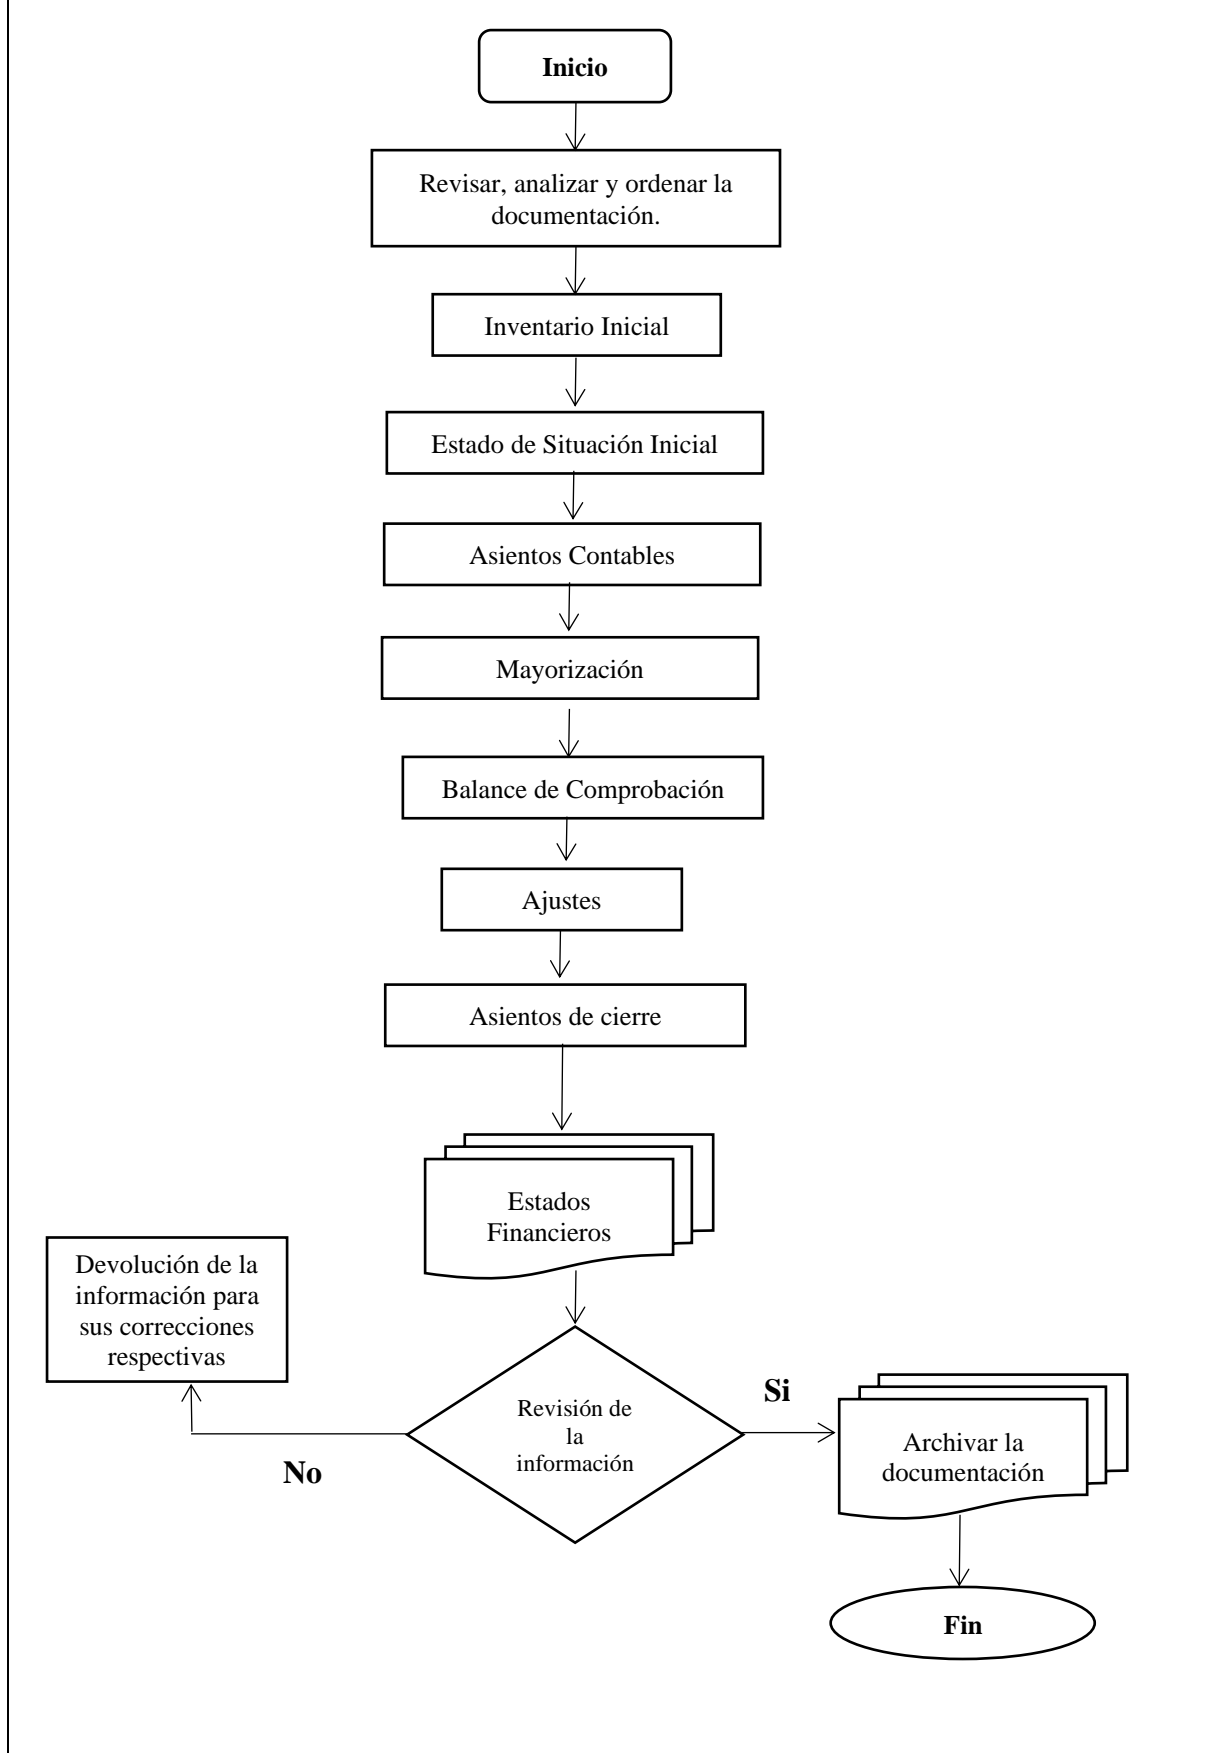 Inicio
Revisar, analizar y ordenar la
documentación.
Inventario Inicial
Estado de Situación Inicial
Asientos Contables
Mayorización
Balance de Comprobación
Ajustes
Asientos de cierre
Estados
Financieros
Devolución de la
información para
sus correcciones
respectivas
Revisión de
la
información
Si
No
Archivar la
documentación
Fin